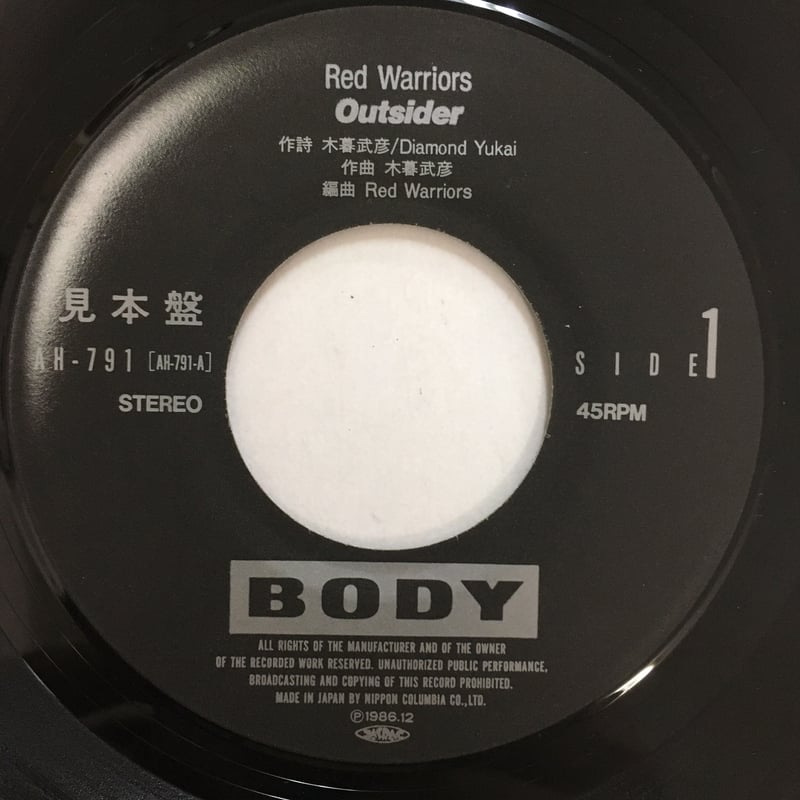 Red Warriors
Outsider
作詩 木暮武彦/Diamond Yukai
作曲 木暮武彦
編曲 Red Warriors
見本盤
AH-791 [AH-791-A]
STEREO
SIDE 1
45RPM
BODY
ALL RIGHTS OF THE MANUFACTURER AND OF THE OWNER
OF THE RECORDED WORK RESERVED. UNAUTHORIZED PUBLIC PERFORMANCE,
BROADCASTING AND COPYING OF THIS RECORD PROHIBITED.
MADE IN JAPAN BY NIPPON COLUMBIA CO.,LTD.
Ⓟ1986.12